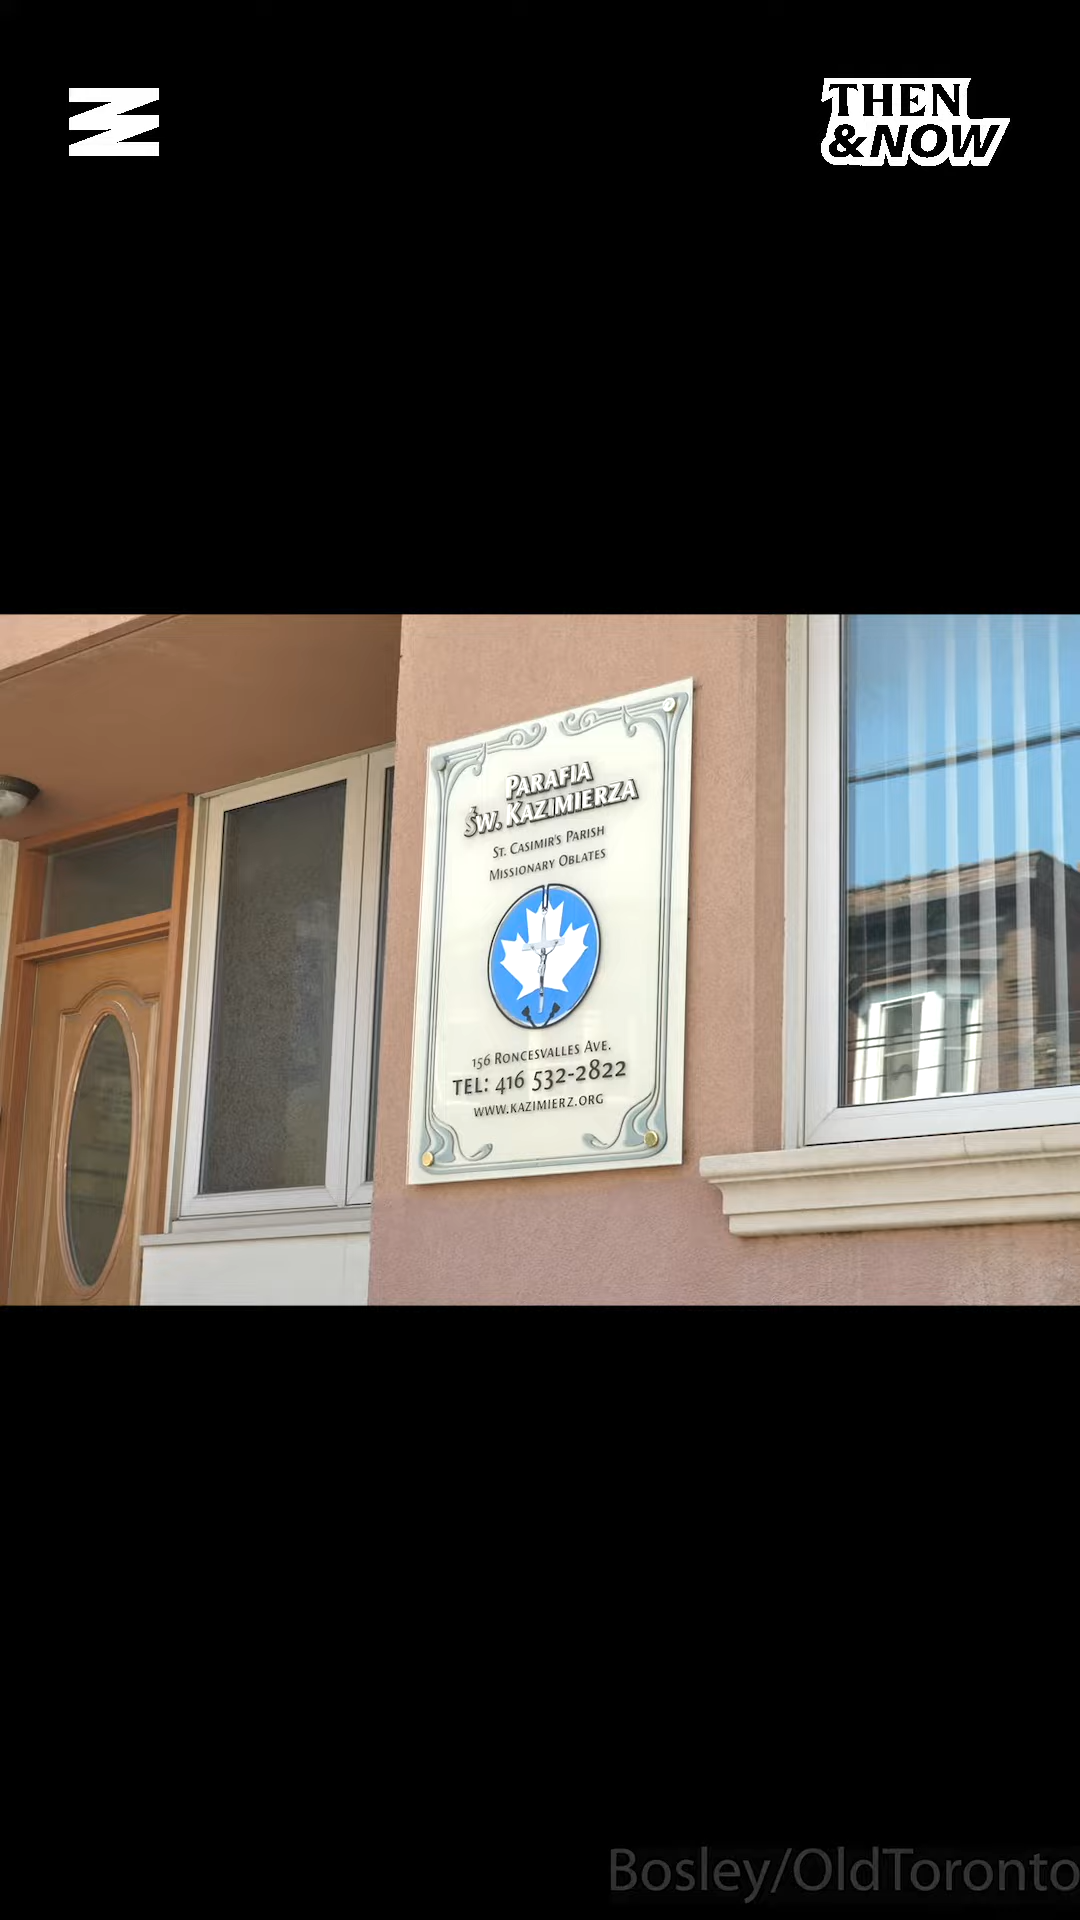 THEN
&NOW
PARAFIA
ŚW. KAZIMIERZA
ST. CASIMIR'S PARISH
MISSIONARY OBLATES
156 RONCESVALLES AVE.
TEL: 416 532-2822
WWW.KAZIMIERZ.ORG
Bosley/OldToronto